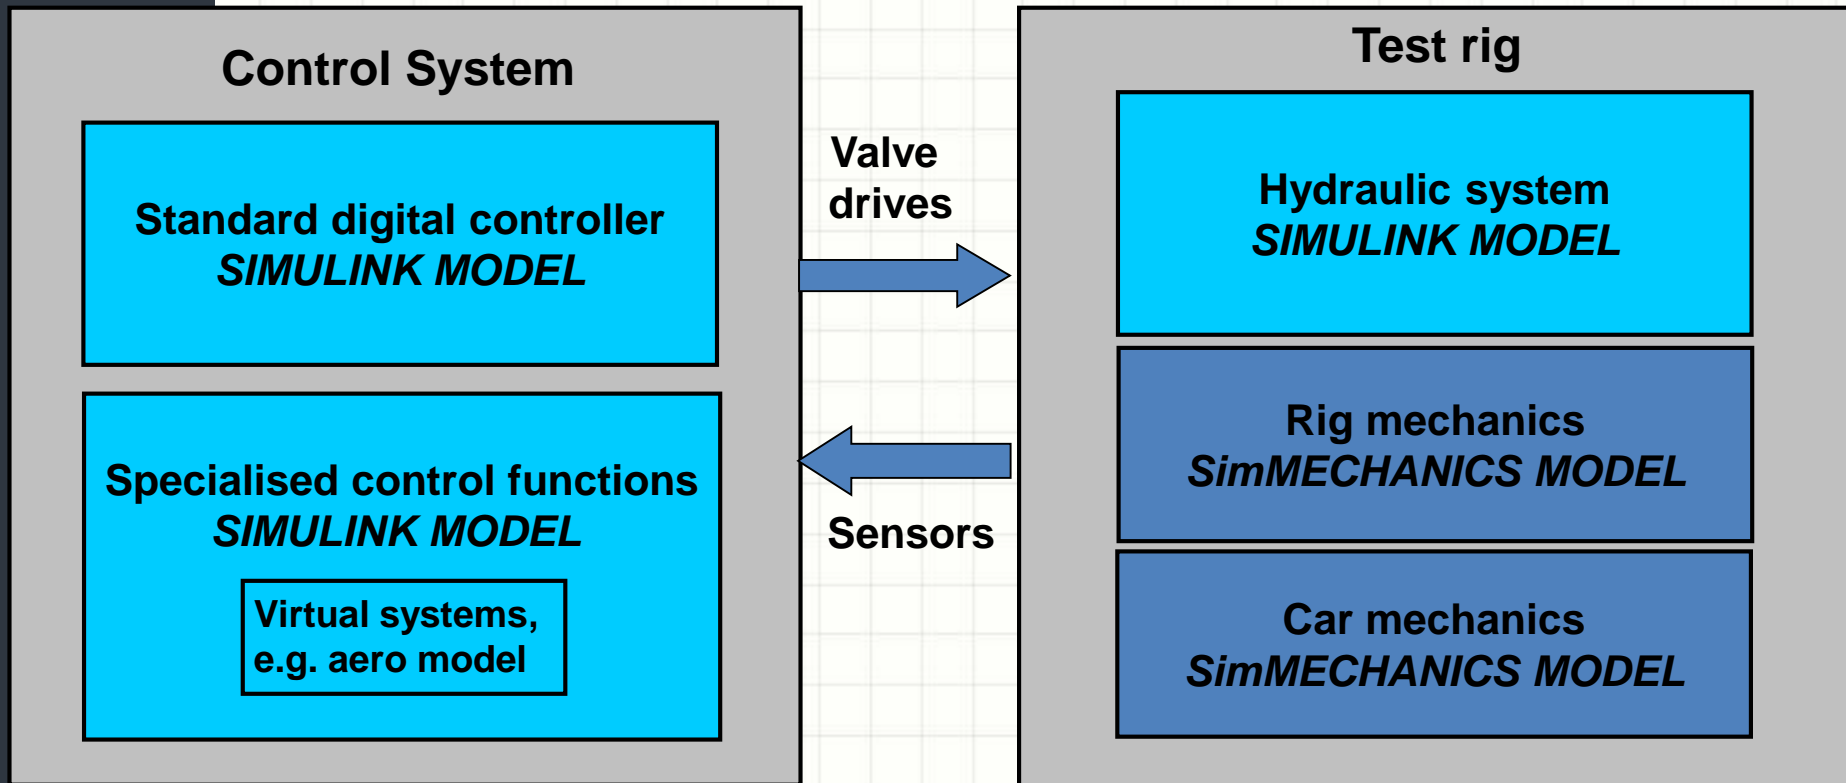 Control System
Standard digital controller
SIMULINK MODEL
Specialised control functions
SIMULINK MODEL
Virtual systems,
e.g. aero model
Valve
drives
Sensors
Test rig
Hydraulic system
SIMULINK MODEL
Rig mechanics
SimMECHANICS MODEL
Car mechanics
SimMECHANICS MODEL